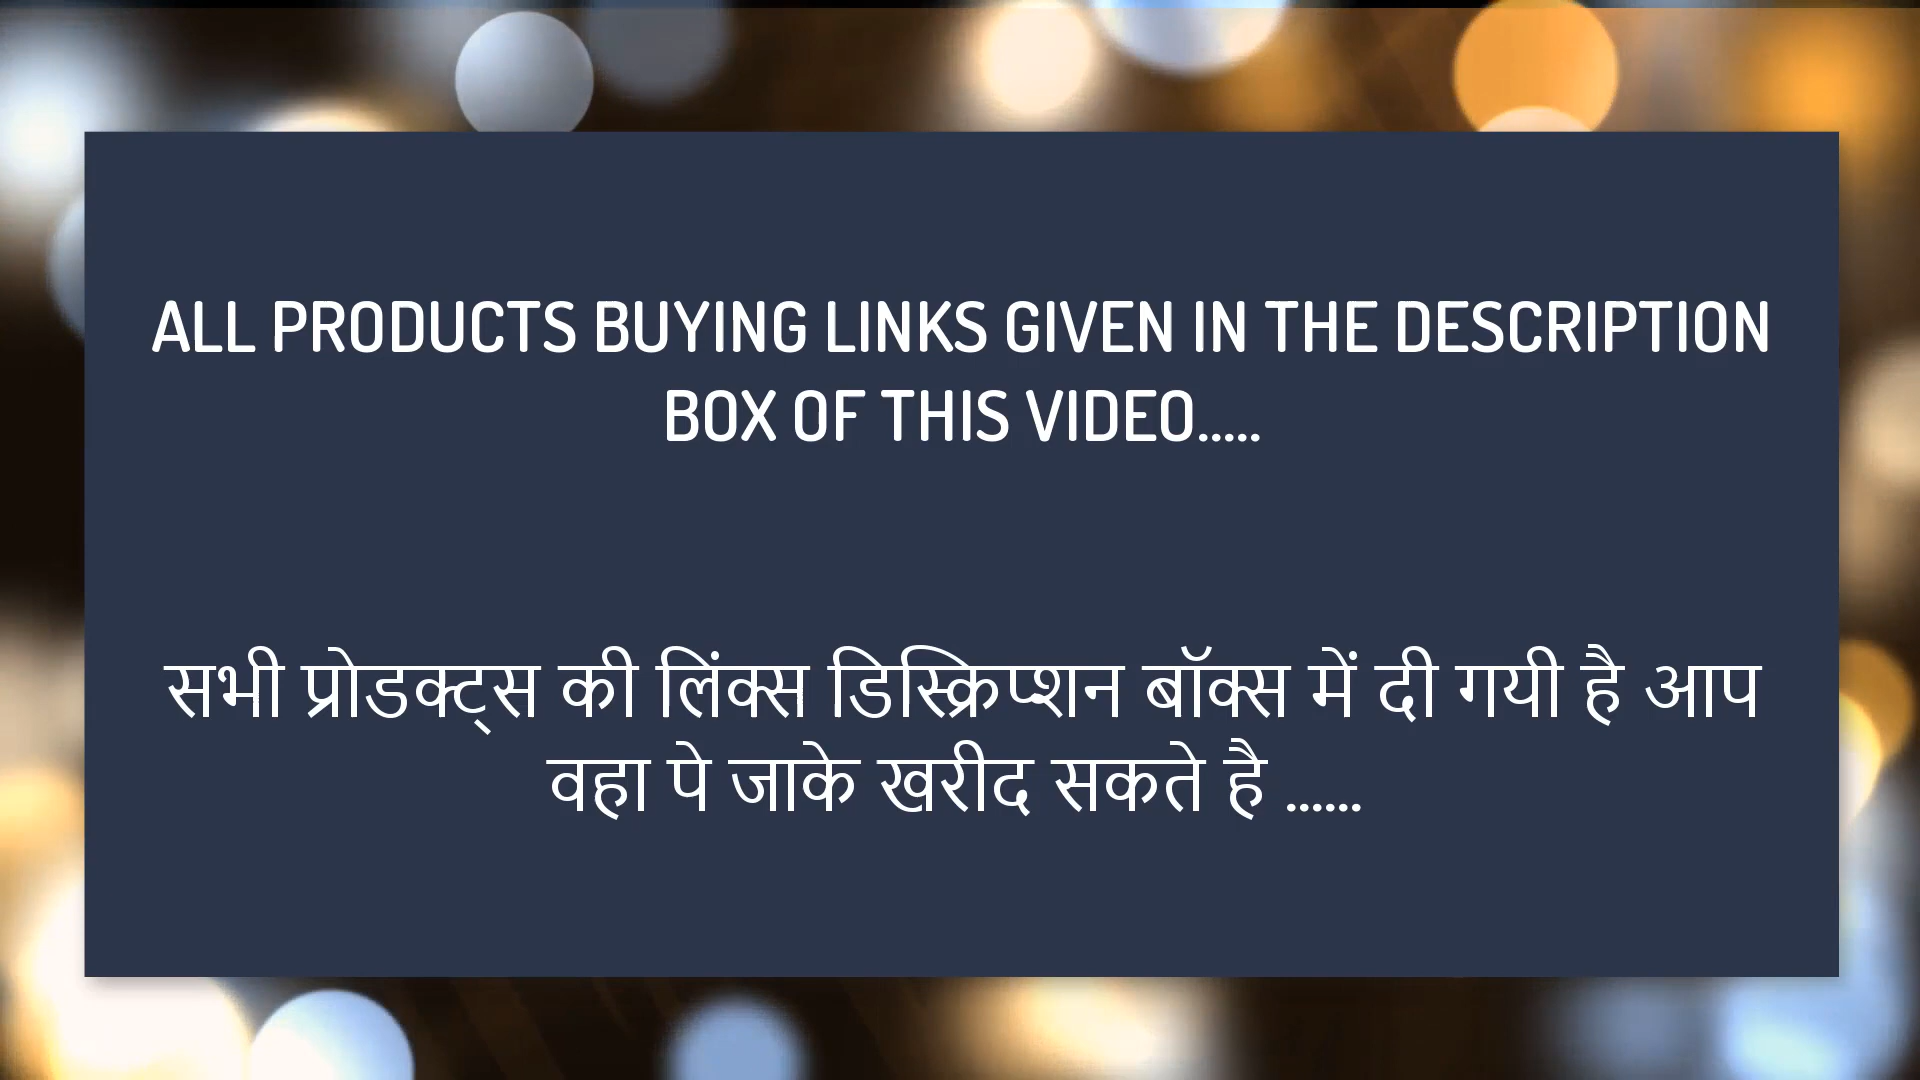 ALL PRODUCTS BUYING LINKS GIVEN IN THE DESCRIPTION
BOX OF THIS VIDEO.....
सभी प्रोडक्ट्स की लिंक्स डिस्क्रिप्शन बॉक्स में दी गयी है आप
वहा पे जाके खरीद सकते है ......